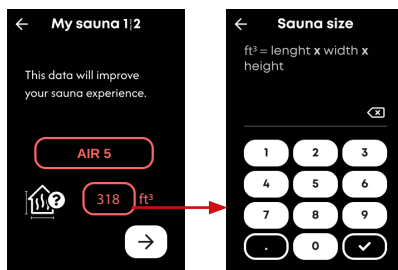 My sauna 1¦2
This data will improve
your sauna experience.
AIR 5
318 ft³
Sauna size
ft³ = lenght x width x
height
1 2 3
4 5 6
7 8 9
. 0